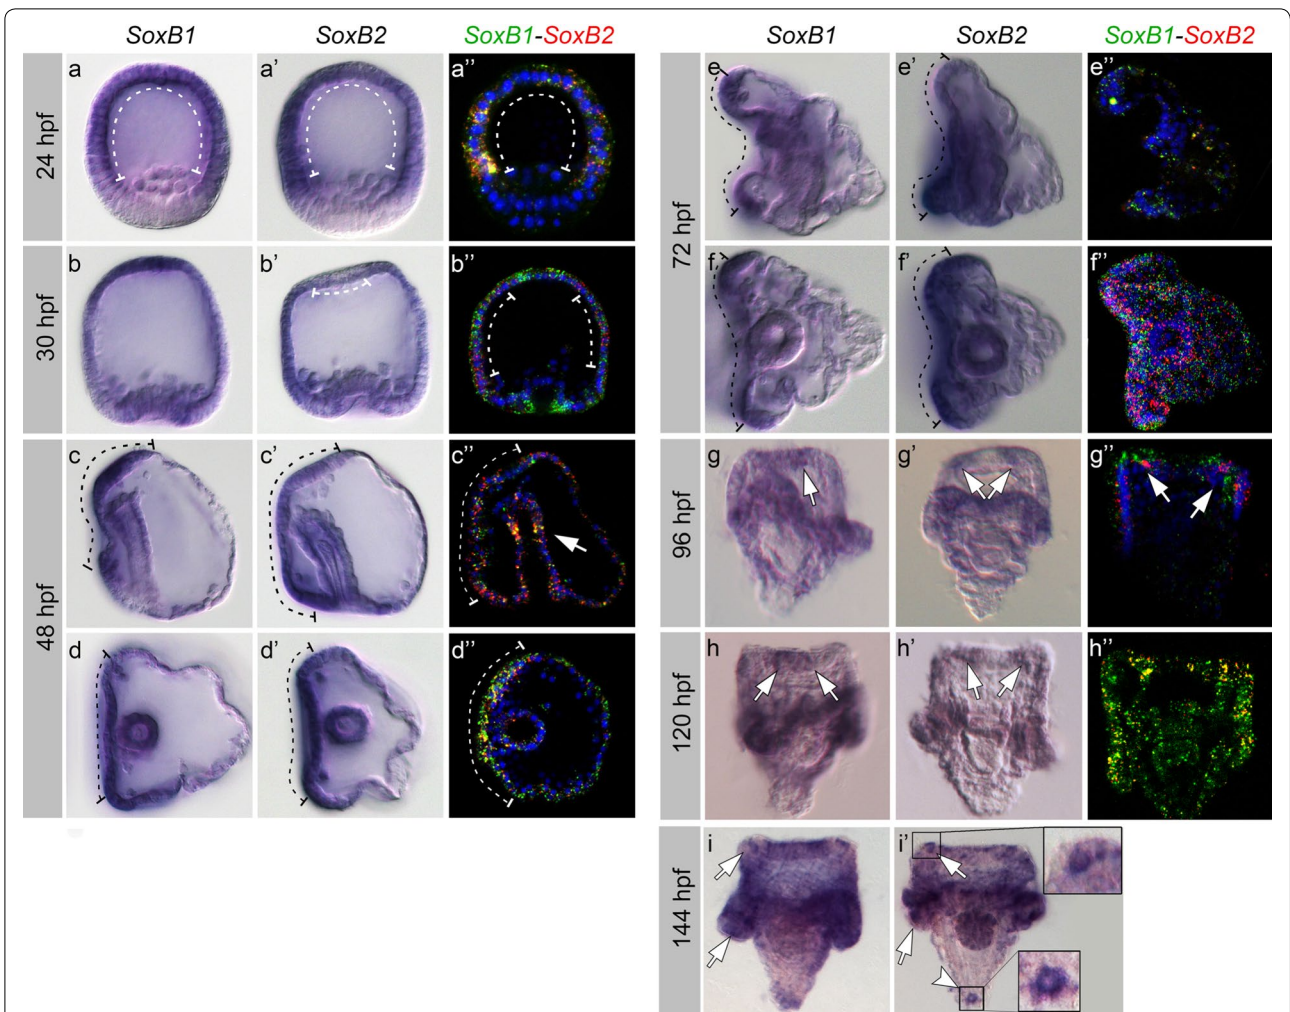 SoxB1 SoxB2 SoxB1-SoxB2 SoxB1 SoxB2 SoxB1-SoxB2
24 hpf
a a’ a’’
30 hpf
b b’ b’’
48 hpf
c c’ c’’
d d’ d’’
72 hpf
e e’ e’’
f f’ f’’
96 hpf
g g’ g’’
120 hpf
h h’ h’’
144 hpf
i i’